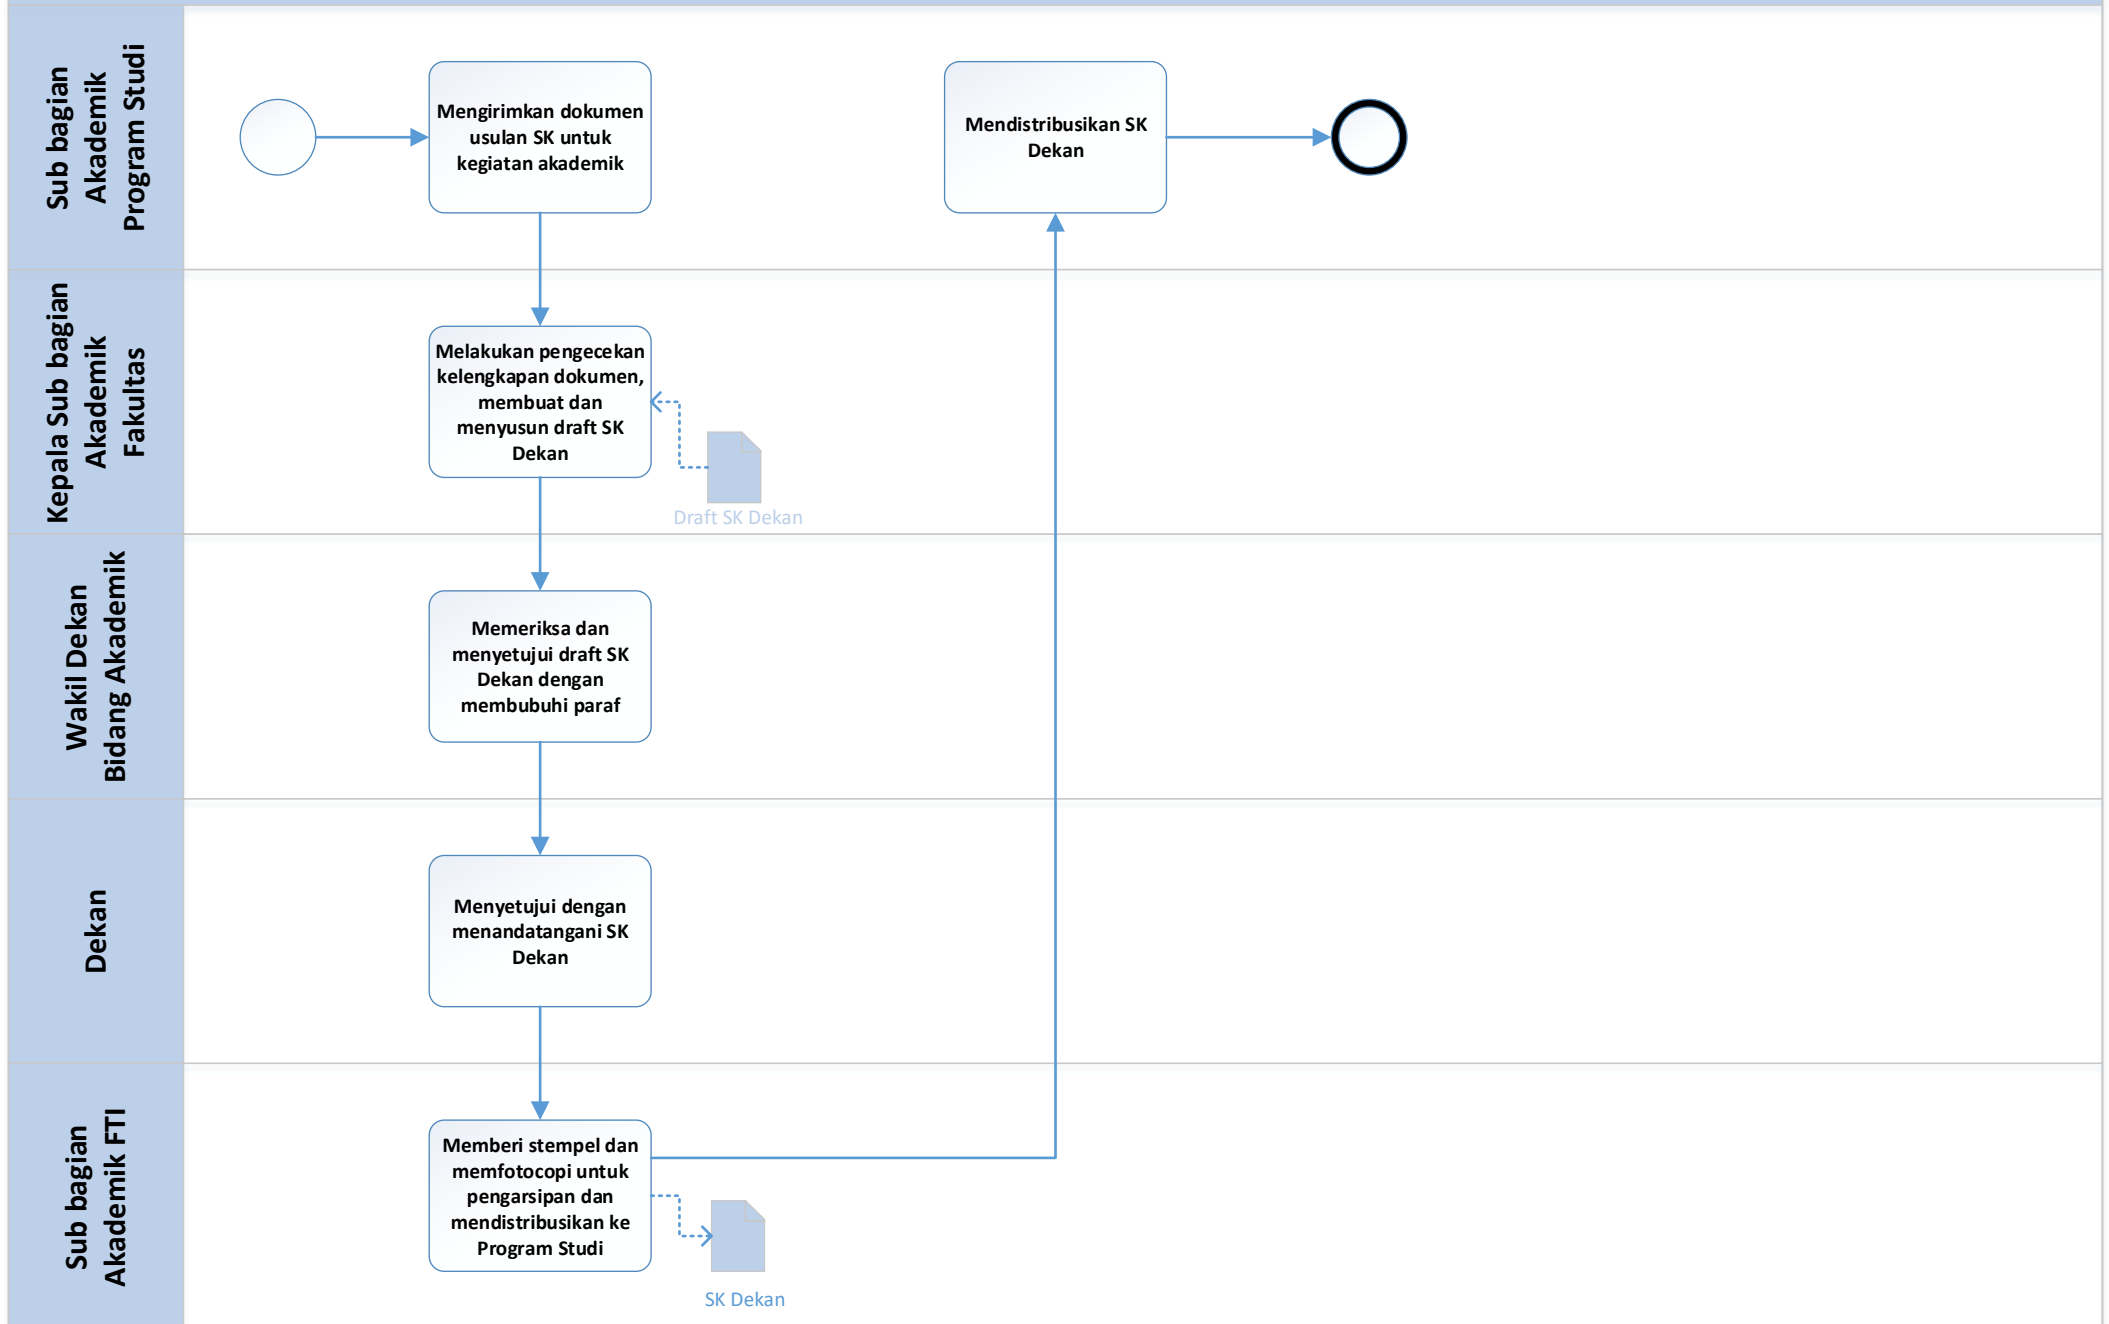 Sub bagian
Akademik
Program Studi
Mengirimkan dokumen
usulan SK untuk
kegiatan akademik
Mendistribusikan SK
Dekan
Kepala Sub bagian
Akademik
Fakultas
Melakukan pengecekan
kelengkapan dokumen,
membuat dan
menyusun draft SK
Dekan
Draft SK Dekan
Wakil Dekan
Bidang Akademik
Memeriksa dan
menyetujui draft SK
Dekan dengan
membubuhi paraf
Dekan
Menyetujui dengan
menandatangani SK
Dekan
Sub bagian
Akademik FTI
Memberi stempel dan
memfotocopi untuk
pengarsipan dan
mendistribusikan ke
Program Studi
SK Dekan